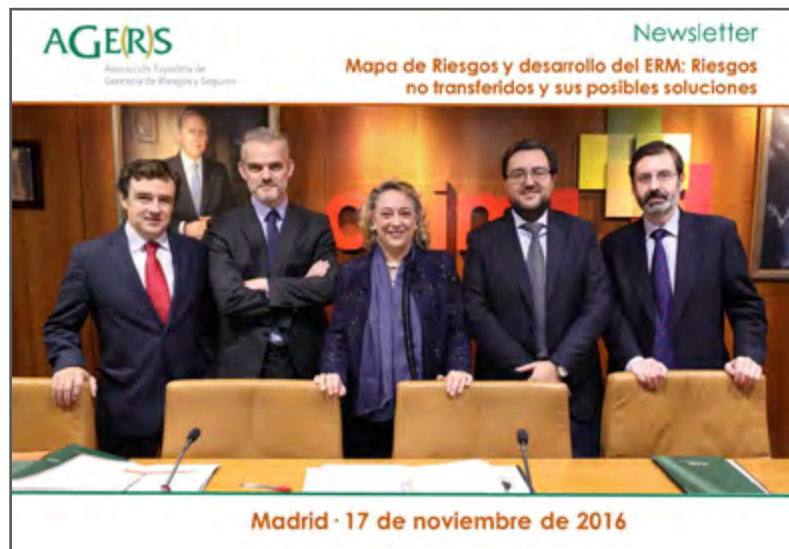 AGE(R)S
Asociación Española de
Gerencia de Riesgos y Seguros
Newsletter
Mapa de Riesgos y desarrollo del ERM: Riesgos
no transferidos y sus posibles soluciones
Madrid · 17 de noviembre de 2016